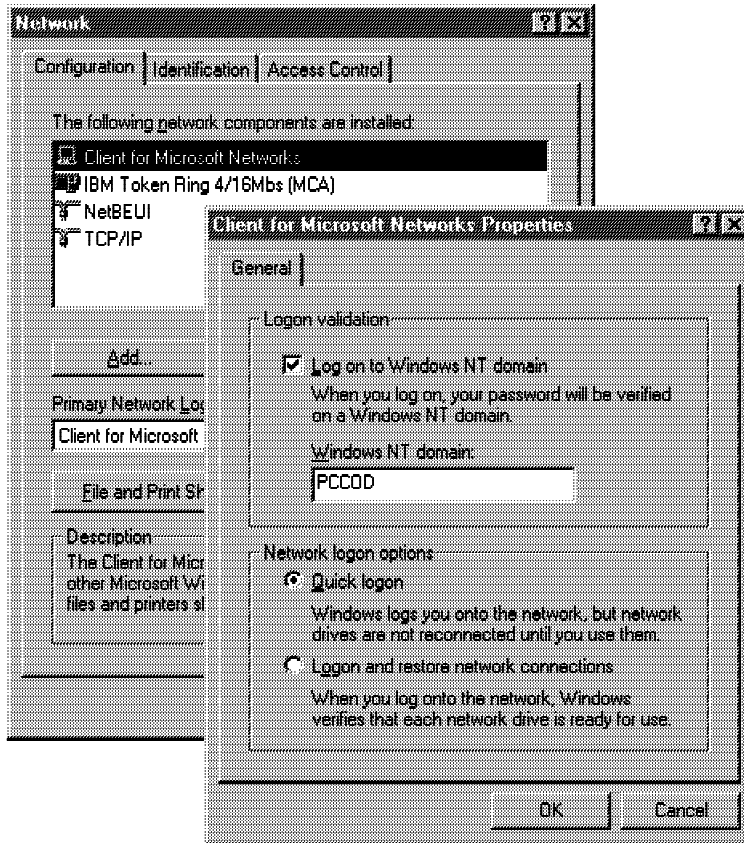 Network
Configuration Identification Access Control
The following network components are installed:
Client for Microsoft Networks
IBM Token Ring 4/16Mbs (MCA)
NetBEUI
TCP/IP
Add...
Primary Network Log
Client for Microsoft
File and Print Sh
Description
The Client for Micr
other Microsoft Wi
files and printers sh
Client for Microsoft Networks Properties
General
Logon validation
Log on to Windows NT domain
When you log on, your password will be verified
on a Windows NT domain.
Windows NT domain:
PCCOD
Network logon options
Quick logon
Windows logs you onto the network, but network
drives are not reconnected until you use them.
Logon and restore network connections
When you log onto the network, Windows
verifies that each network drive is ready for use.
OK Cancel